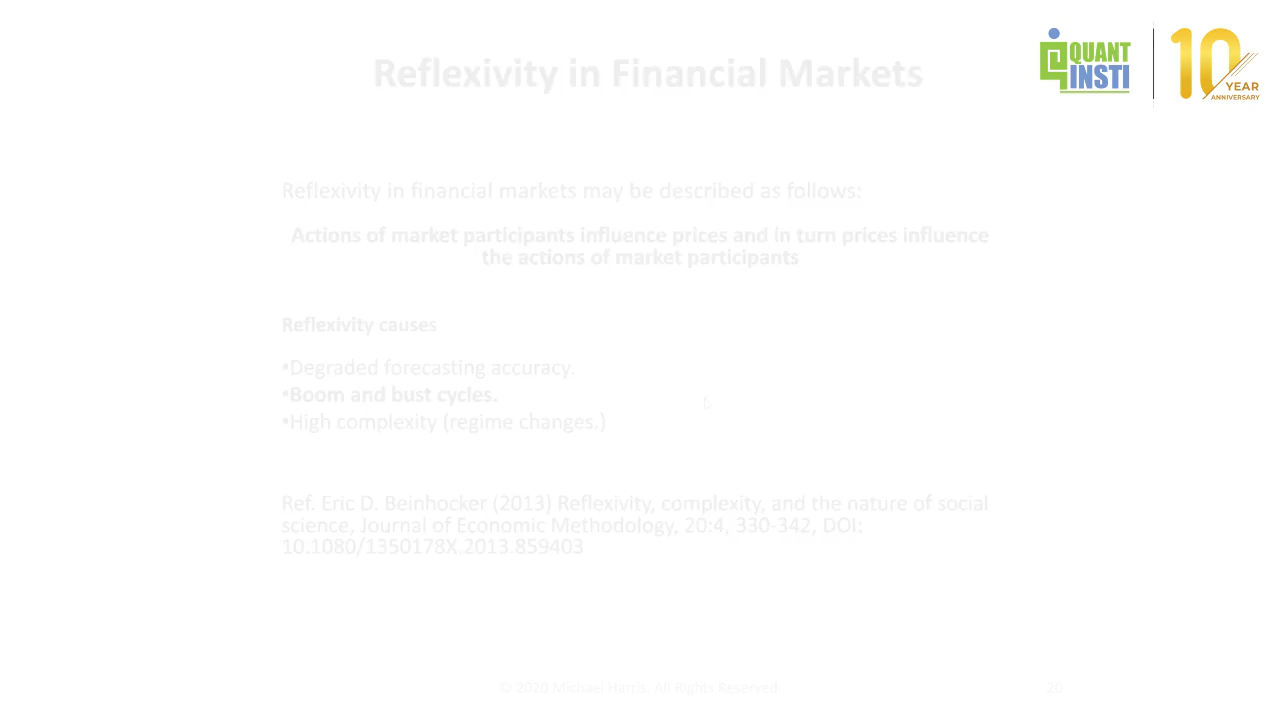 Reflexivity in Financial Markets
QUANT
INSTI
10
YEAR
ANNIVERSARY
Reflexivity in financial markets may be described as follows:
Actions of market participants influence prices and in turn prices influence
the actions of market participants
Reflexivity causes
•Degraded forecasting accuracy.
•Boom and bust cycles.
•High complexity (regime changes.)
Ref. Eric D. Beinhocker (2013) Reflexivity, complexity, and the nature of social
science, Journal of Economic Methodology, 20:4, 330-342, DOI:
10.1080/1350178X.2013.859403
© 2020 Michael Harris. All Rights Reserved.
20